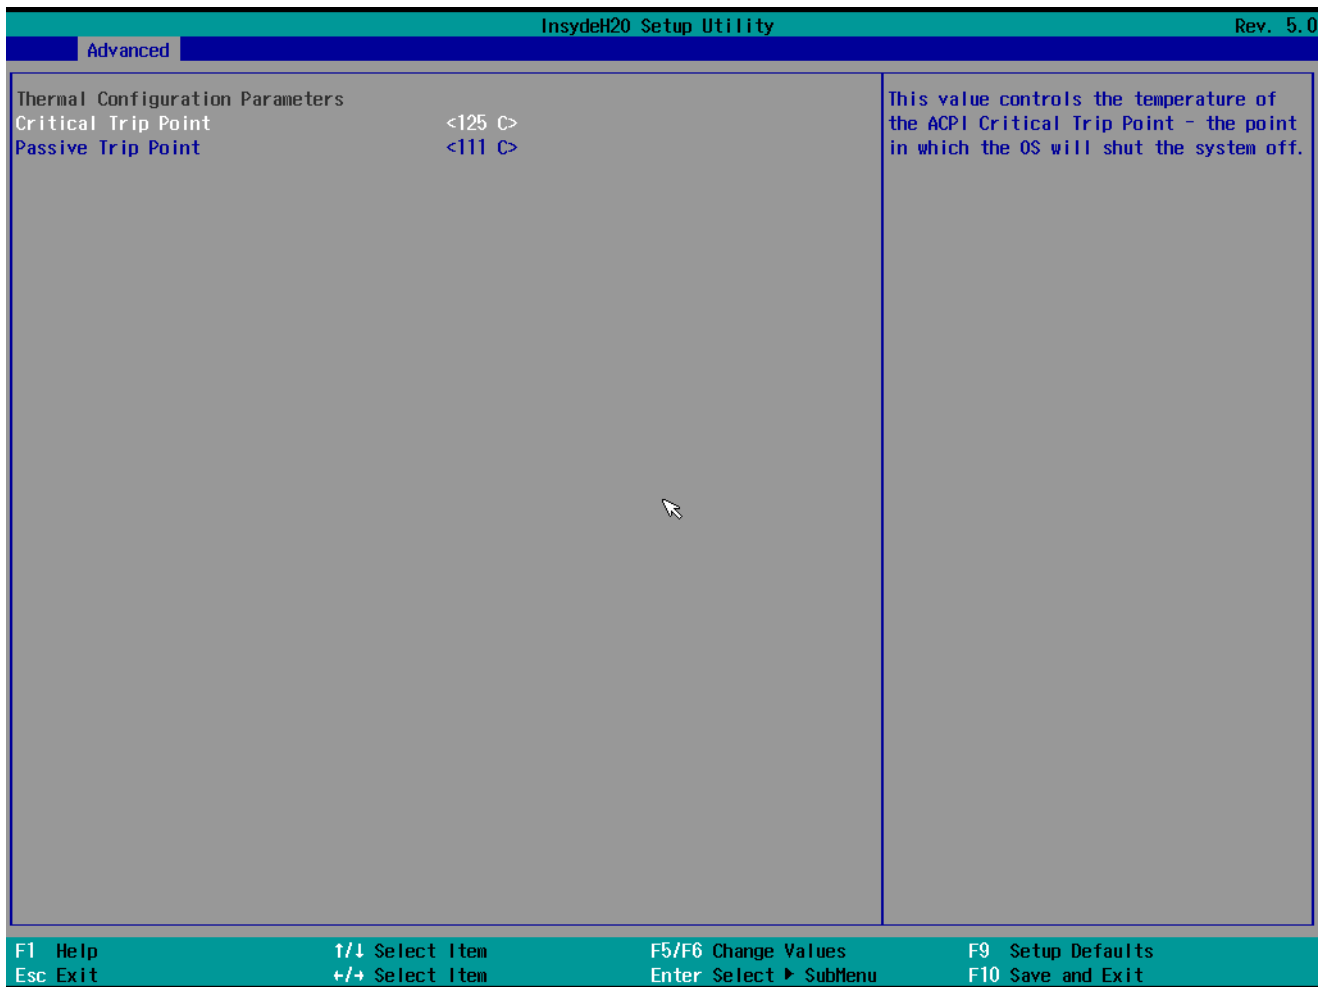 InsydeH20 Setup Utility Rev. 5.0
Advanced
Thermal Configuration Parameters
Critical Trip Point <125 C>
Passive Trip Point <111 C>
This value controls the temperature of
the ACPI Critical Trip Point - the point
in which the OS will shut the system off.
F1 Help ↑/↓ Select Item F5/F6 Change Values F9 Setup Defaults
Esc Exit ←/→ Select Item Enter Select ▶ SubMenu F10 Save and Exit